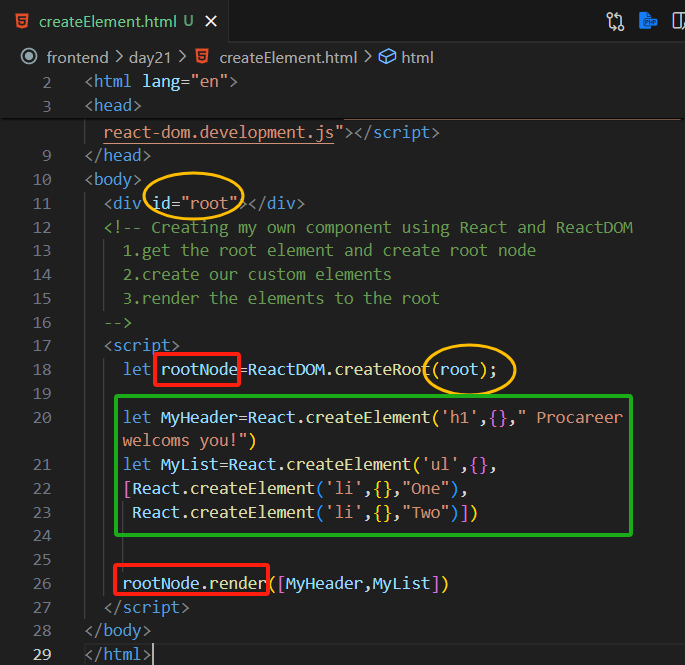 createElement.html U
frontend > day21 > createElement.html > html
2 <html lang="en">
3 <head>
react-dom.development.js"></script>
9 </head>
10 <body>
11 <div id="root"></div>
12 <!-- Creating my own component using React and ReactDOM
13 1.get the root element and create root node
14 2.create our custom elements
15 3.render the elements to the root
16 -->
17 <script>
18 let rootNode=ReactDOM.createRoot(root);
19
20 let MyHeader=React.createElement('h1',{}," Procareer
welcoms you!")
21 let MyList=React.createElement('ul',{},
22 [React.createElement('li',{},"One"),
23 React.createElement('li',{},"Two")])
24
25
26 rootNode.render([MyHeader,MyList])
27 </script>
28 </body>
29 </html>